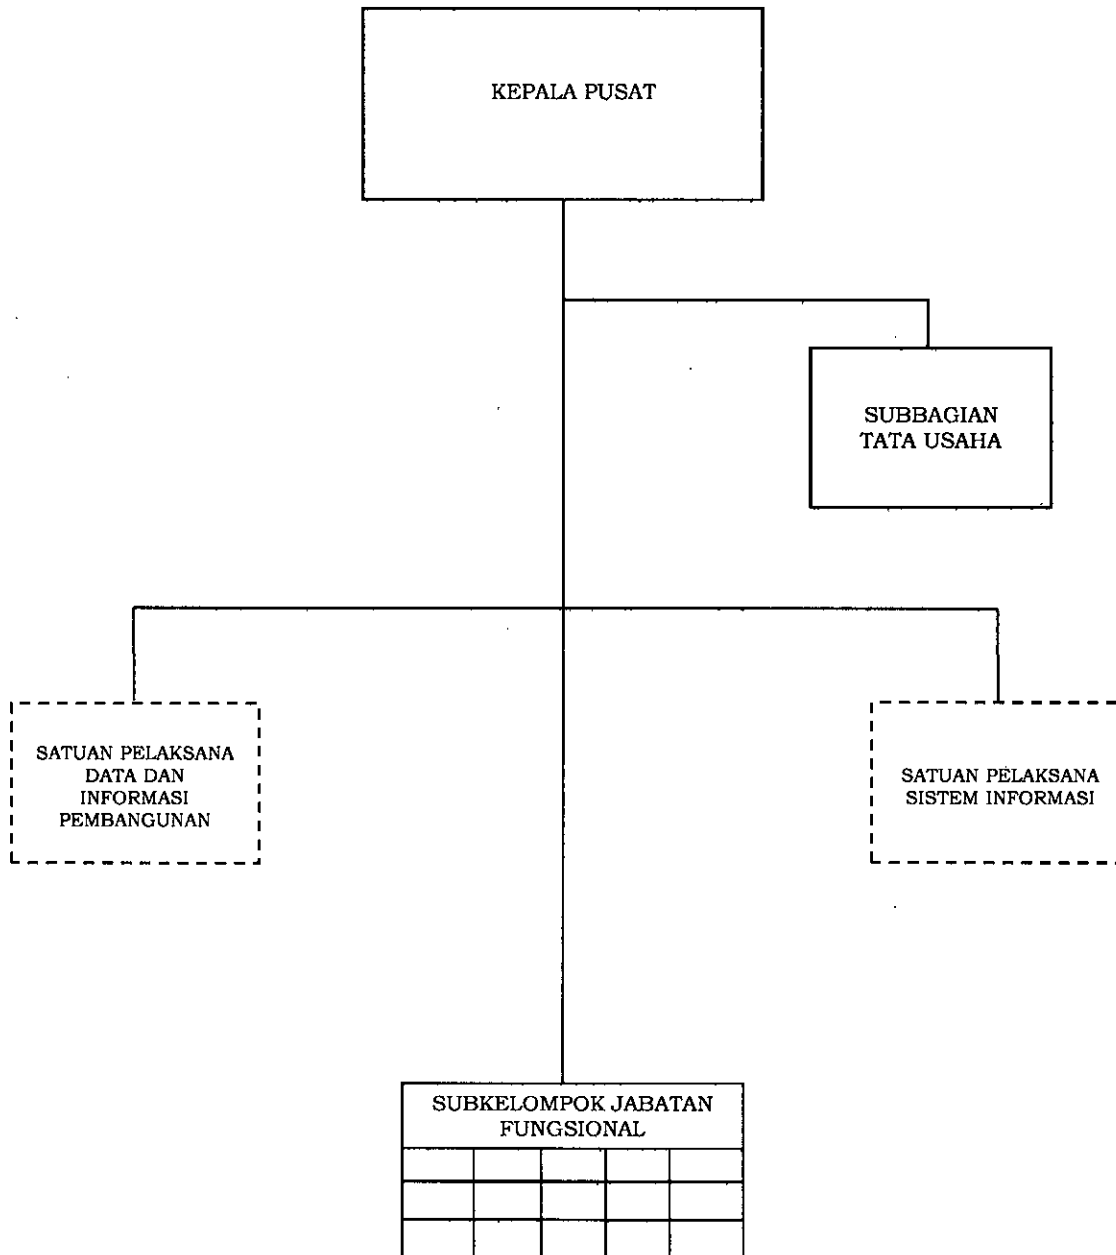 KEPALA PUSAT
SUBBAGIAN
TATA USAHA
SATUAN PELAKSANA
DATA DAN
INFORMASI
PEMBANGUNAN
SATUAN PELAKSANA
SISTEM INFORMASI
SUBKELOMPOK JABATAN
FUNGSIONAL